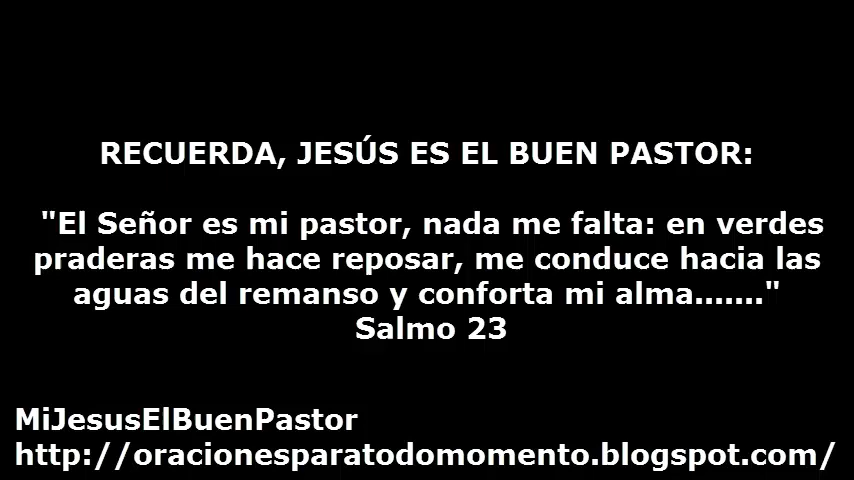 RECUERDA, JESÚS ES EL BUEN PASTOR:
"El Señor es mi pastor, nada me falta: en verdes
praderas me hace reposar, me conduce hacia las
aguas del remanso y conforta mi alma......."
Salmo 23
MiJesusElBuenPastor
http://oracionesparatodomomento.blogspot.com/